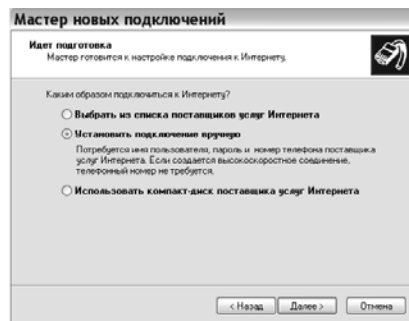 Мастер новых подключений
Идет подготовка
Мастер готовится к настройке подключения к Интернету.
Каким образом подключиться к Интернету?
Выбрать из списка поставщиков услуг Интернета
Установить подключение вручную
Потребуется имя пользователя, пароль и номер телефона поставщика
услуг Интернета. Если создается высокоскоростное соединение,
телефонный номер не требуется.
Использовать компакт-диск поставщика услуг Интернета
< Назад Далее > Отмена